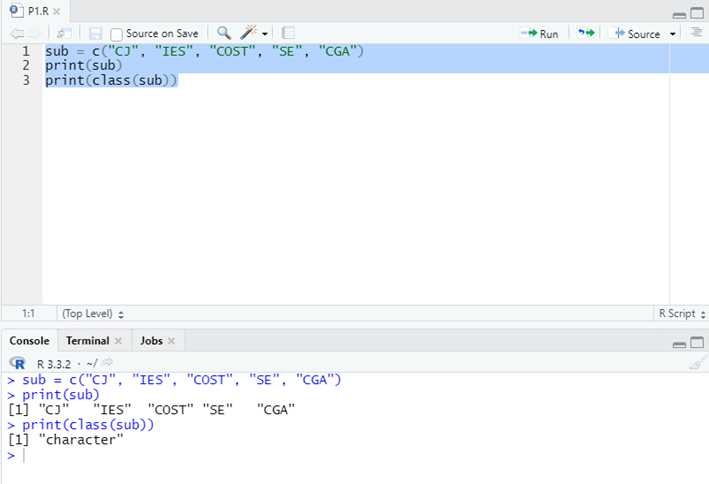 P1.R
Source on Save Run Source
1 sub = c("CJ", "IES", "COST", "SE", "CGA")
2 print(sub)
3 print(class(sub))
1:1 (Top Level) R Script
Console Terminal Jobs
R R 3.3.2 · ~/
> sub = c("CJ", "IES", "COST", "SE", "CGA")
> print(sub)
[1] "CJ"   "IES"  "COST" "SE"   "CGA"
> print(class(sub))
[1] "character"
>